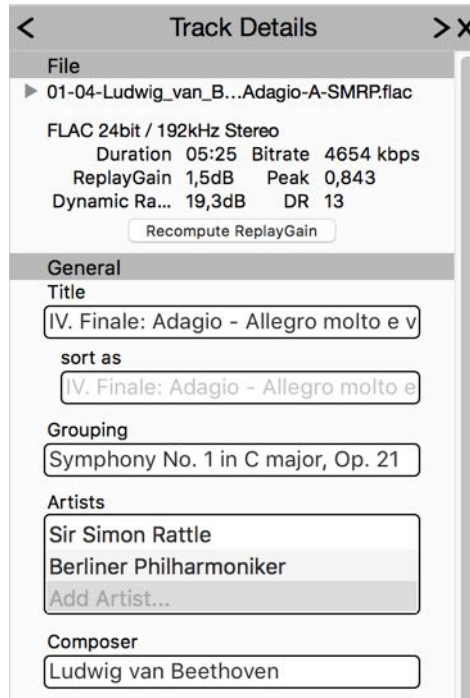 < Track Details > X
File
▶ 01-04-Ludwig_van_B...Adagio-A-SMRP.flac
FLAC 24bit / 192kHz Stereo
Duration 05:25 Bitrate 4654 kbps
ReplayGain 1,5dB Peak 0,843
Dynamic Ra... 19,3dB DR 13
Recompute ReplayGain
General
Title
IV. Finale: Adagio - Allegro molto e v
sort as
IV. Finale: Adagio - Allegro molto e
Grouping
Symphony No. 1 in C major, Op. 21
Artists
Sir Simon Rattle
Berliner Philharmoniker
Add Artist...
Composer
Ludwig van Beethoven